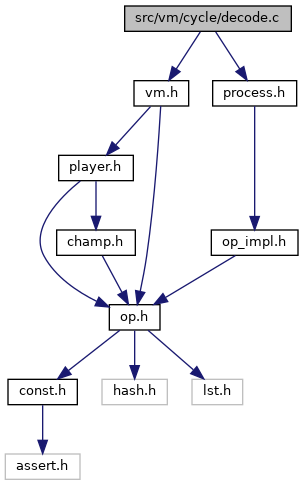 src/vm/cycle/decode.c
vm.h
process.h
player.h
champ.h
op_impl.h
op.h
const.h
hash.h
lst.h
assert.h